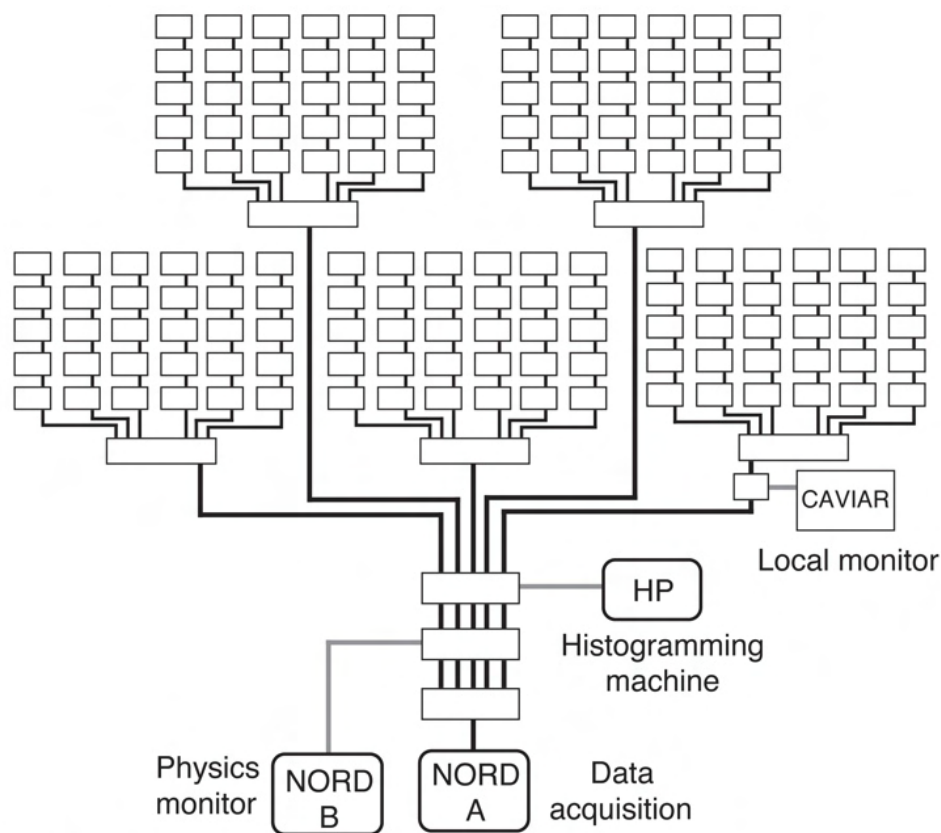 CAVIAR
Local monitor
HP
Histogramming
machine
Physics
monitor
NORD
B
NORD
A
Data
acquisition